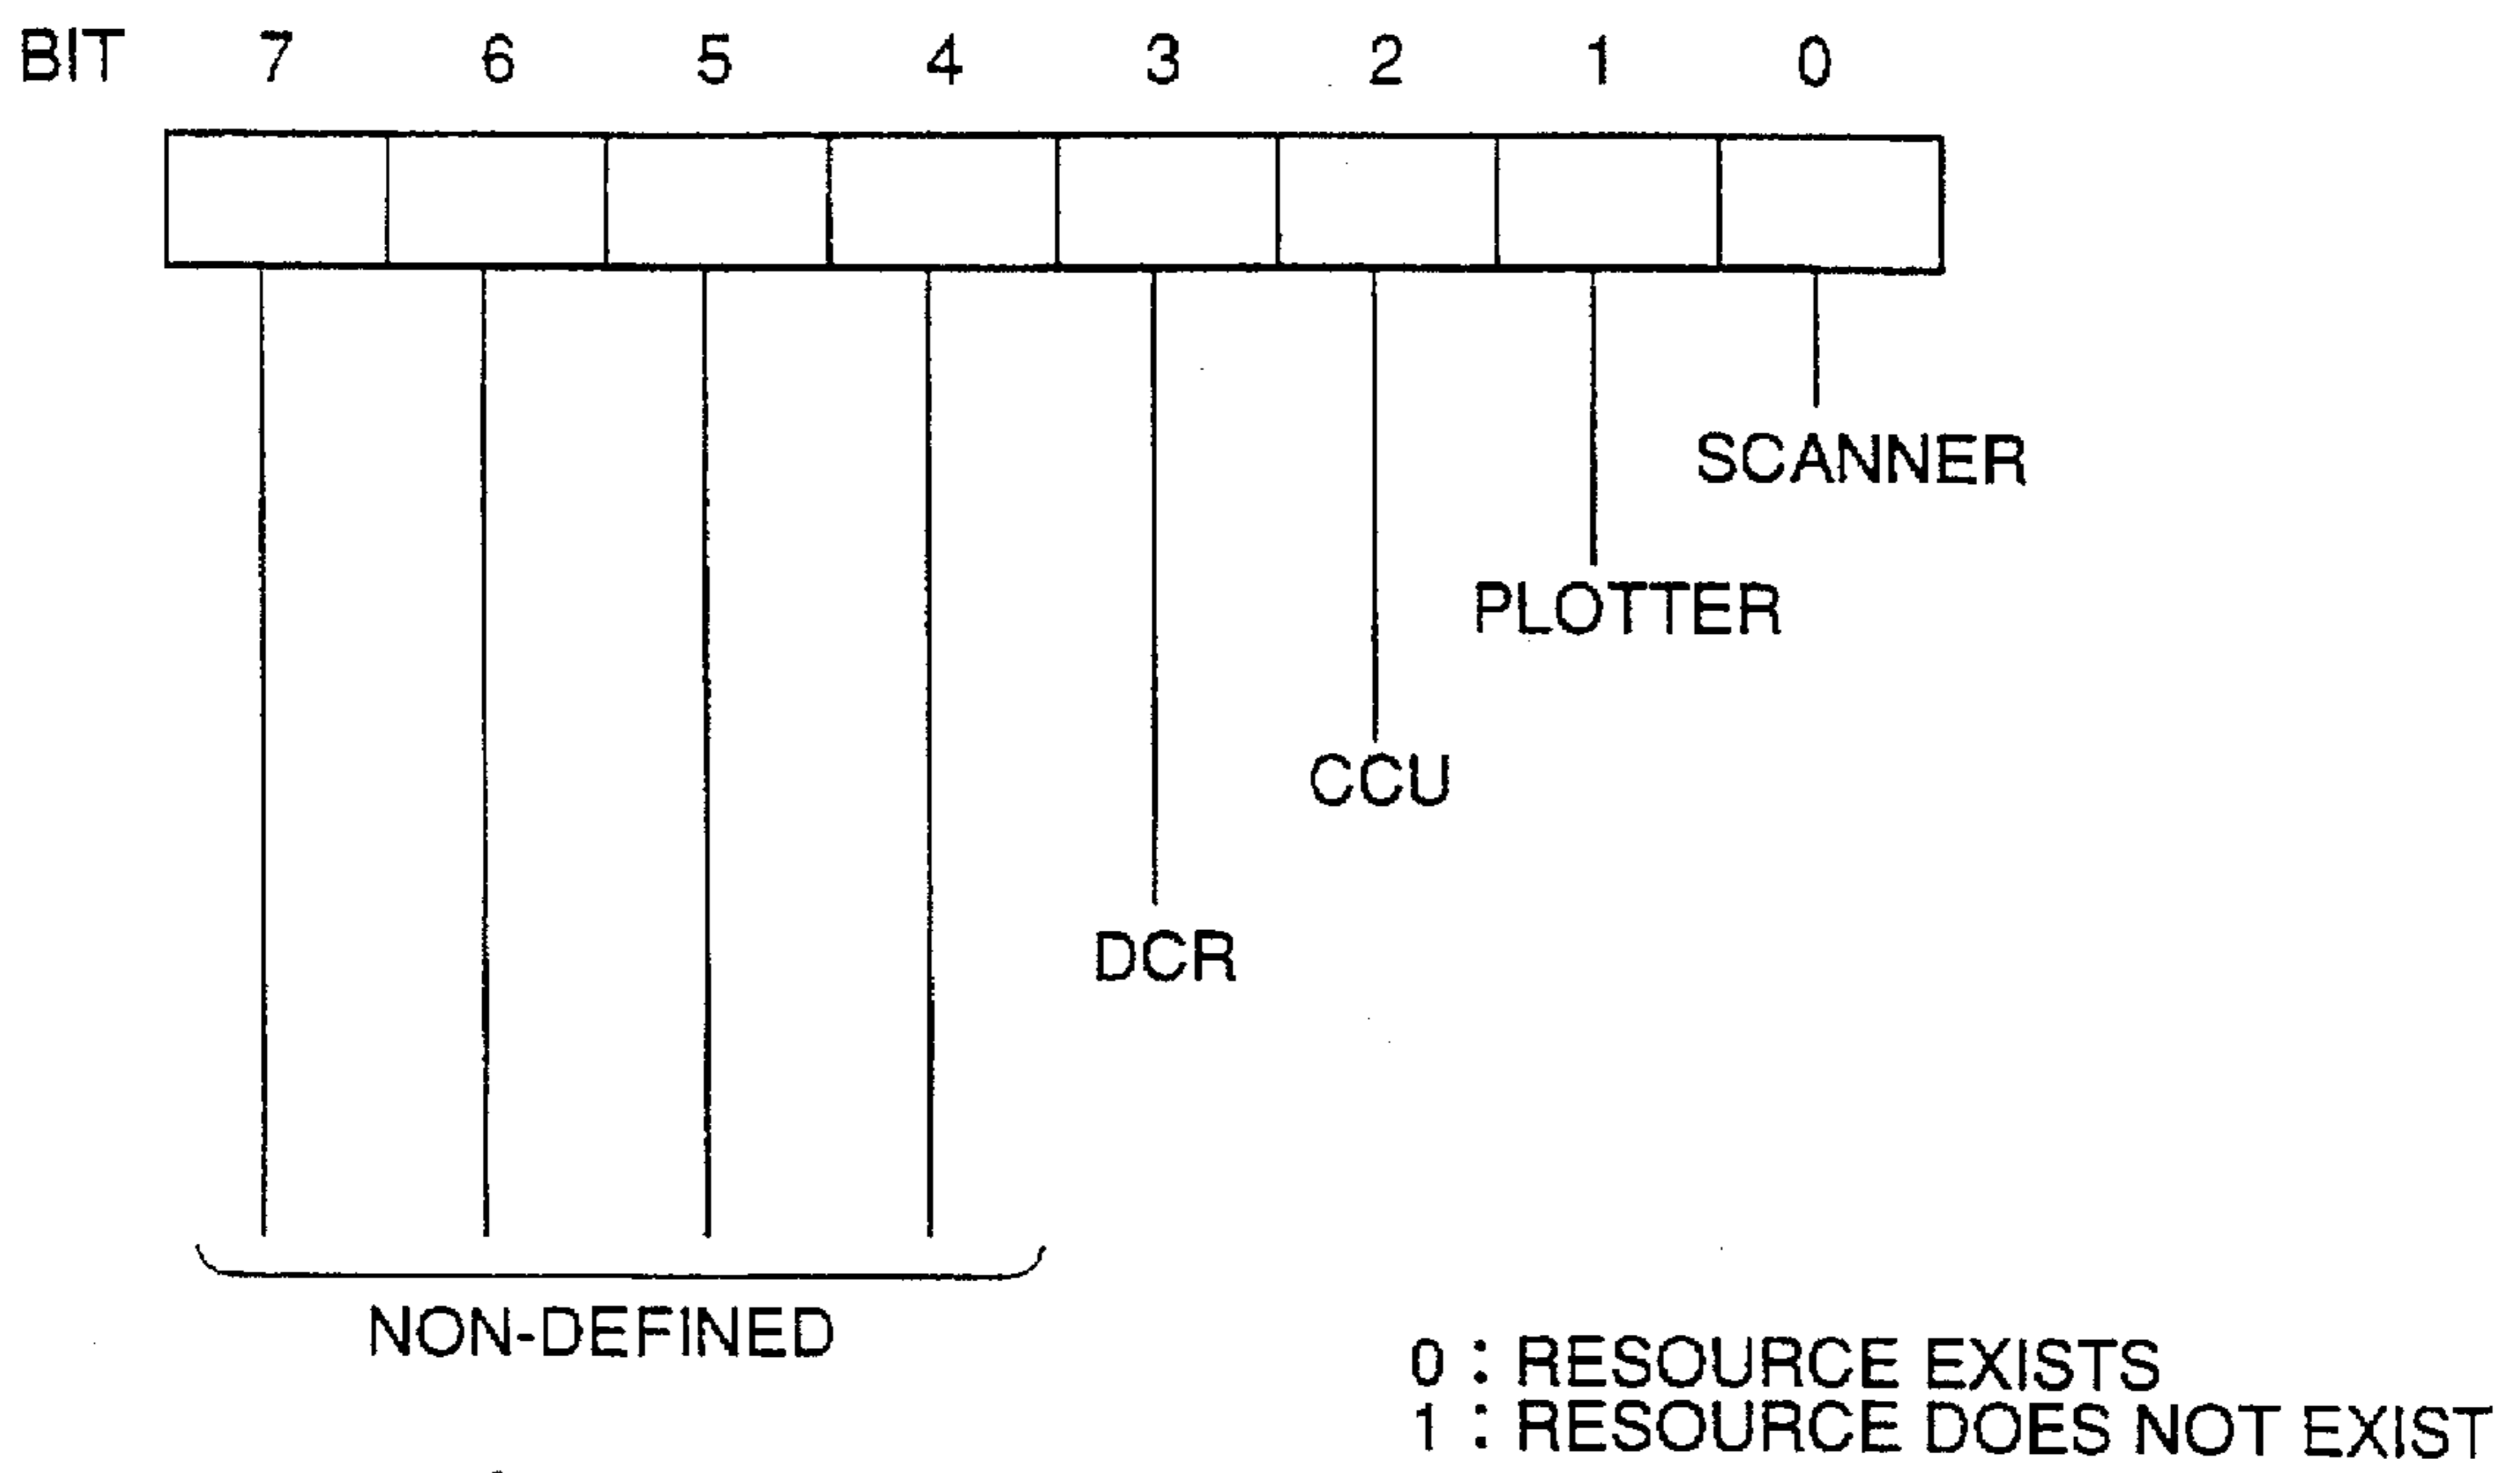 BIT 7 6 5 4 3 2 1 0
SCANNER
PLOTTER
CCU
DCR
NON-DEFINED
0 : RESOURCE EXISTS
1 : RESOURCE DOES NOT EXIST